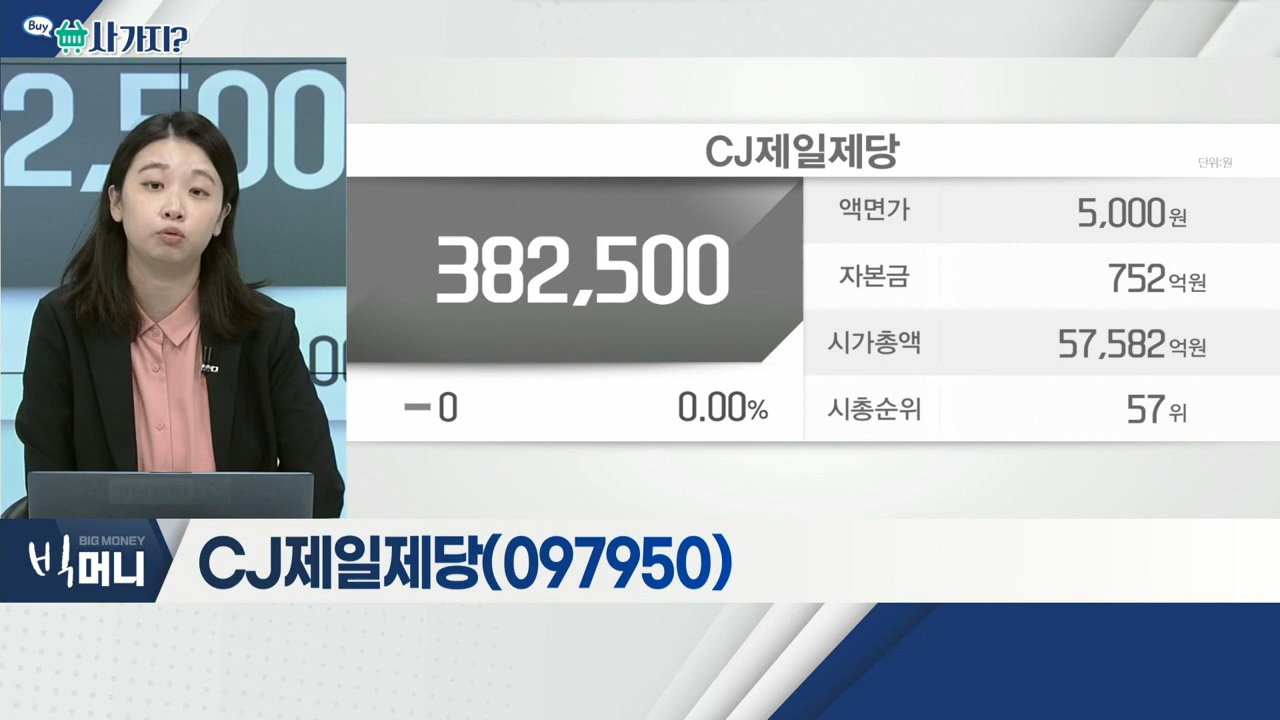 Buy 사가지?
2,500
CJ제일제당
단위:원
382,500
0 0.00%
액면가 5,000원
자본금 752억원
시가총액 57,582억원
시총순위 57위
BIG MONEY
빅머니
CJ제일제당(097950)